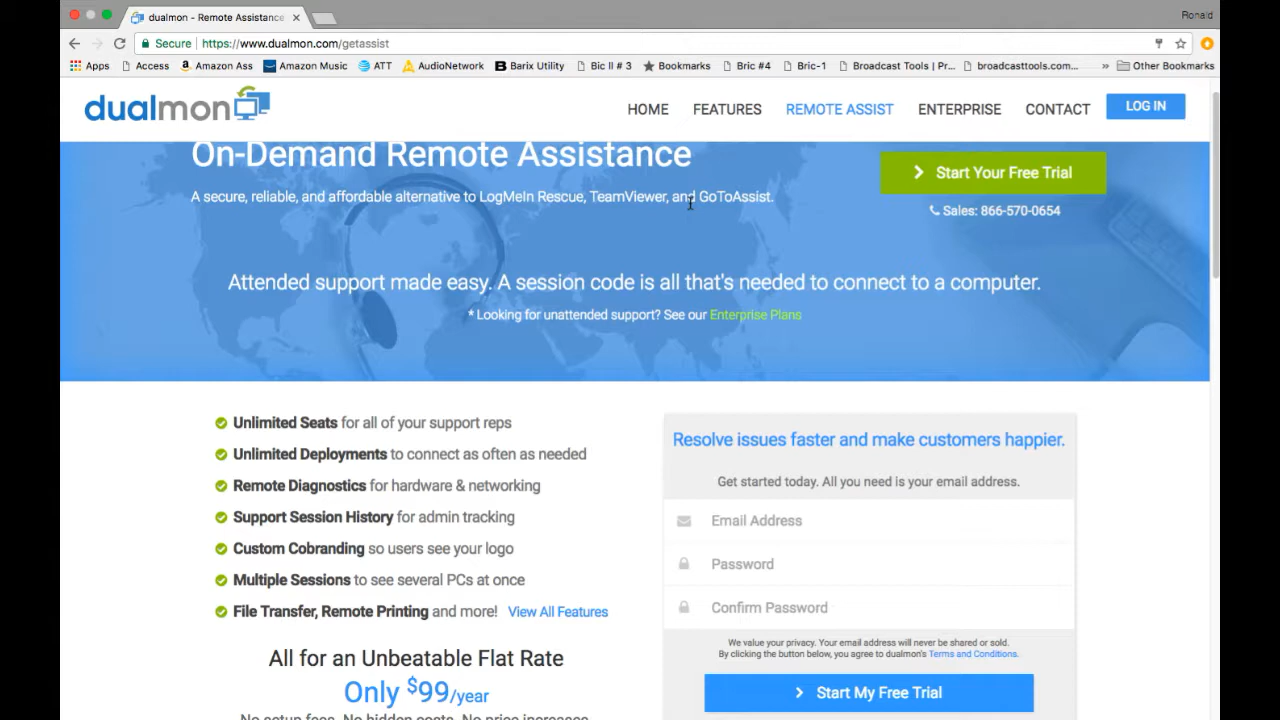 dualmon - Remote Assistance
Ronald
Secure https://www.dualmon.com/getassist
Apps Access Amazon Ass Amazon Music ATT AudioNetwork Barix Utility Bic II # 3 Bookmarks Bric #4 Bric-1 Broadcast Tools | Pr... broadcasttools.com... » Other Bookmarks
dualmon HOME FEATURES REMOTE ASSIST ENTERPRISE CONTACT LOG IN
On-Demand Remote Assistance
Start Your Free Trial
A secure, reliable, and affordable alternative to LogMeIn Rescue, TeamViewer, and GoToAssist.
Sales: 866-570-0654
Attended support made easy. A session code is all that's needed to connect to a computer.
* Looking for unattended support? See our Enterprise Plans
Unlimited Seats for all of your support reps
Unlimited Deployments to connect as often as needed
Remote Diagnostics for hardware & networking
Support Session History for admin tracking
Custom Cobranding so users see your logo
Multiple Sessions to see several PCs at once
File Transfer, Remote Printing and more! View All Features
All for an Unbeatable Flat Rate
Only $99/year
No setup fees. No hidden costs. No price increases.
Resolve issues faster and make customers happier.
Get started today. All you need is your email address.
Email Address
Password
Confirm Password
We value your privacy. Your email address will never be shared or sold.
By clicking the button below, you agree to dualmon's Terms and Conditions.
Start My Free Trial